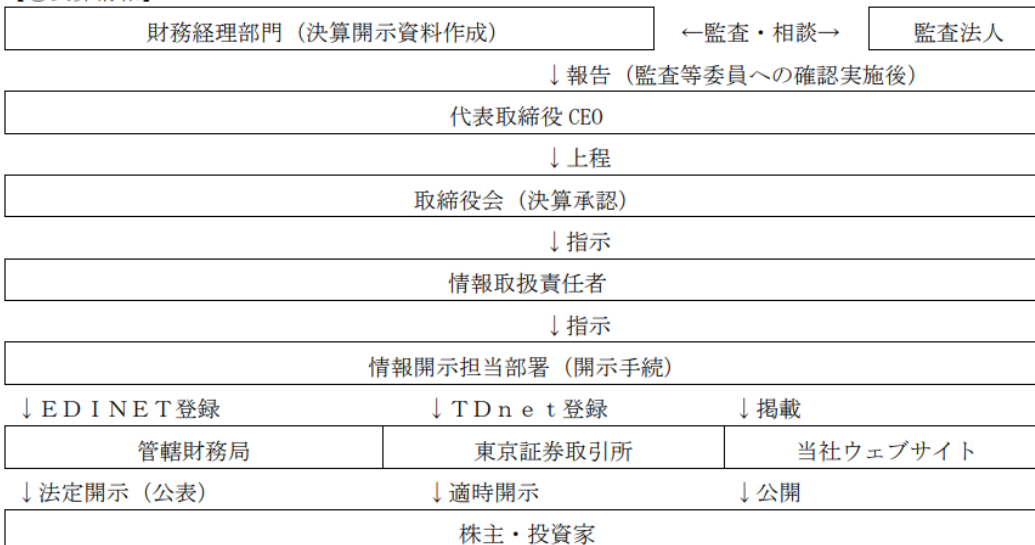 財務経理部門（決算開示資料作成） ←監査・相談→ 監査法人
↓報告（監査等委員への確認実施後）
代表取締役 CEO
↓上程
取締役会（決算承認）
↓指示
情報取扱責任者
↓指示
情報開示担当部署（開示手続）
↓ＥＤＩＮＥＴ登録 ↓ＴＤｎｅｔ登録 ↓掲載
管轄財務局 東京証券取引所 当社ウェブサイト
↓法定開示（公表） ↓適時開示 ↓公開
株主・投資家